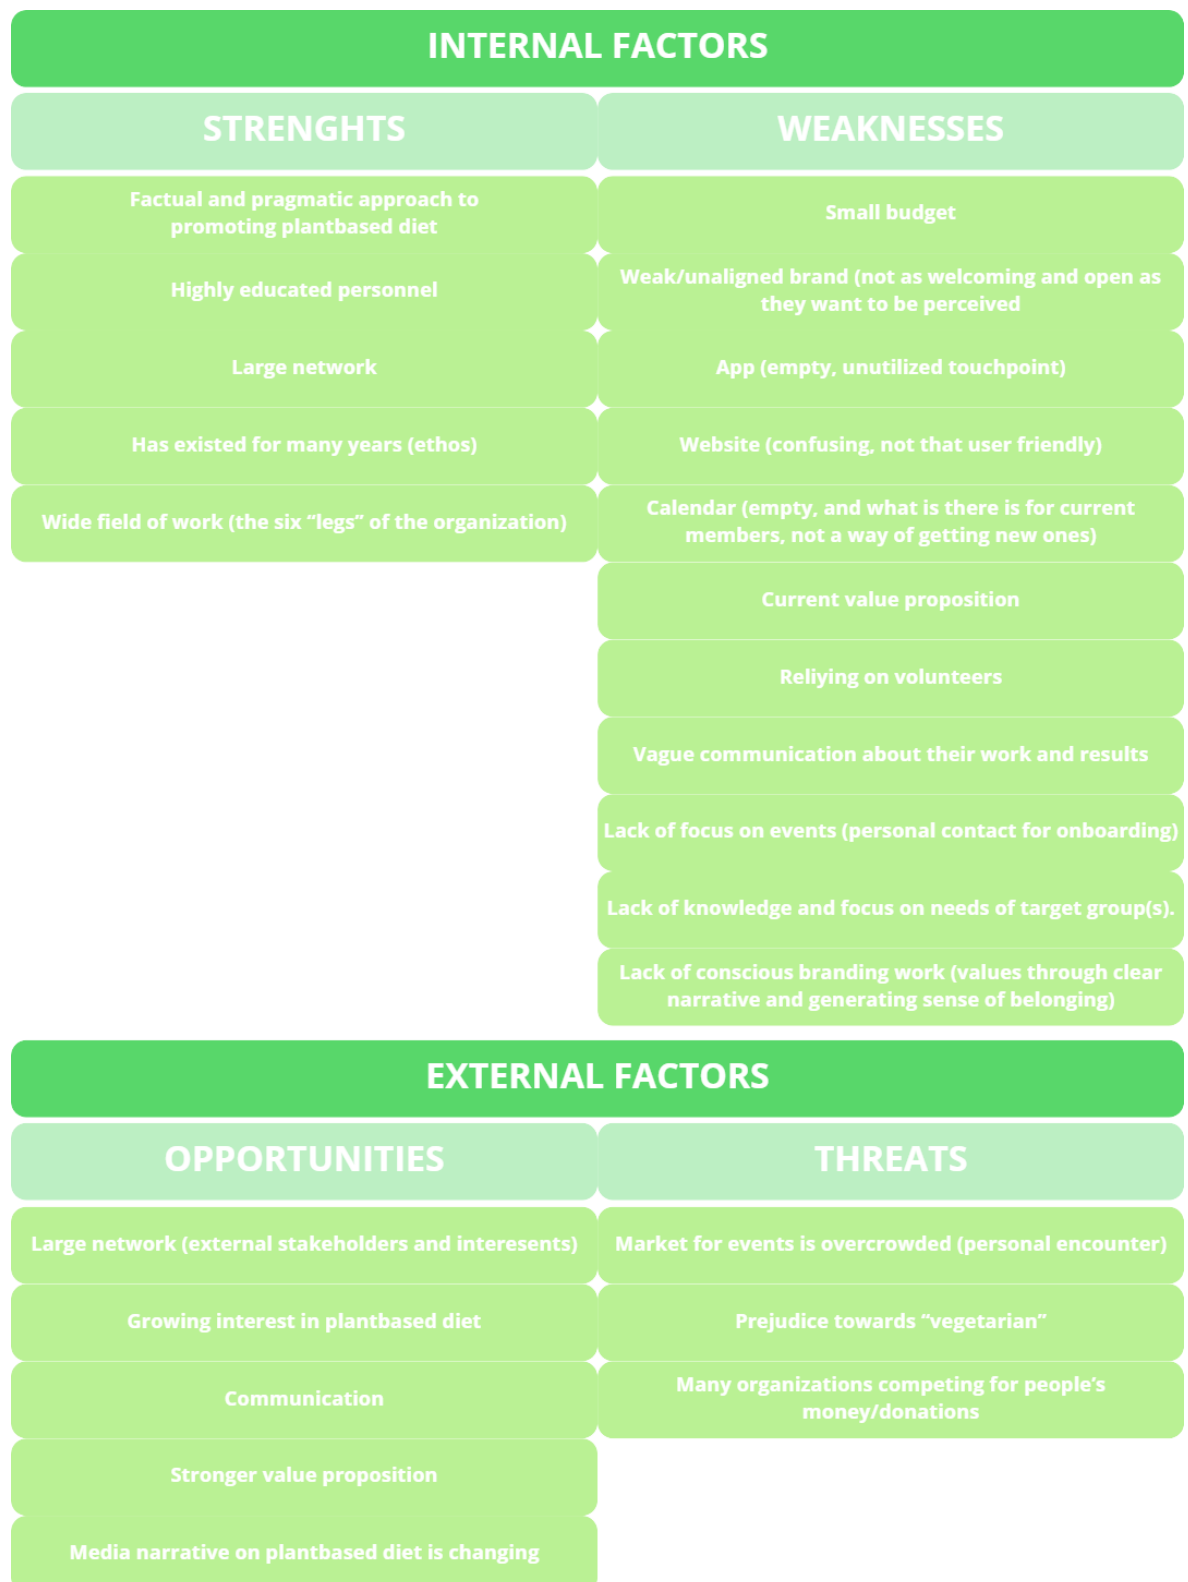 INTERNAL FACTORS
STRENGHTS
WEAKNESSES
Factual and pragmatic approach to
promoting plantbased diet
Highly educated personnel
Large network
Has existed for many years (ethos)
Wide field of work (the six “legs” of the organization)
Small budget
Weak/unaligned brand (not as welcoming and open as
they want to be perceived
App (empty, unutilized touchpoint)
Website (confusing, not that user friendly)
Calendar (empty, and what is there is for current
members, not a way of getting new ones)
Current value proposition
Reliying on volunteers
Vague communication about their work and results
Lack of focus on events (personal contact for onboarding)
Lack of knowledge and focus on needs of target group(s).
Lack of conscious branding work (values through clear
narrative and generating sense of belonging)
EXTERNAL FACTORS
OPPORTUNITIES
THREATS
Large network (external stakeholders and interesents)
Growing interest in plantbased diet
Communication
Stronger value proposition
Media narrative on plantbased diet is changing
Market for events is overcrowded (personal encounter)
Prejudice towards “vegetarian”
Many organizations competing for people’s
money/donations